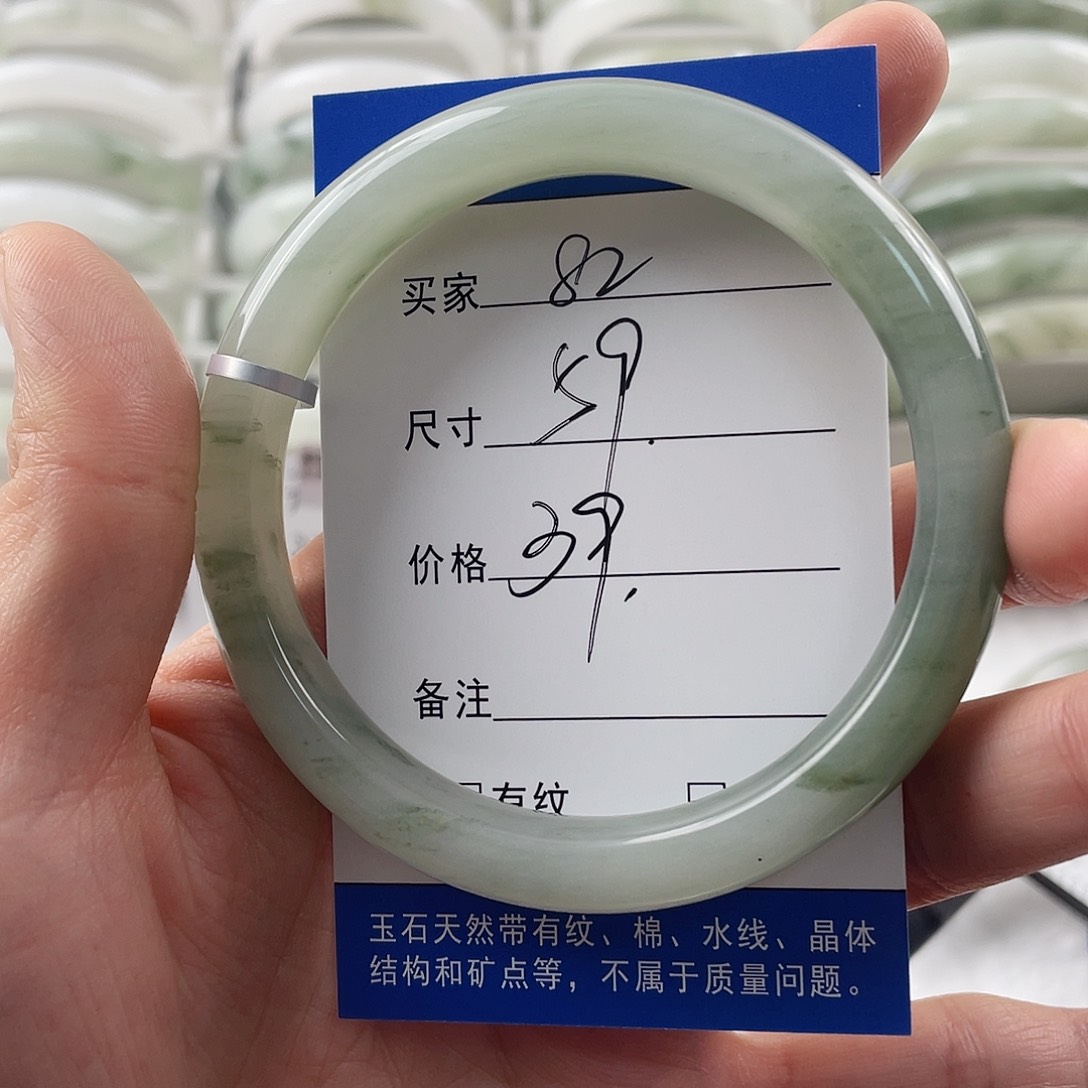 买家 82
尺寸 59.
价格 39.
备注
有纹
玉石天然带有纹、棉、水线、晶体
结构和矿点等，不属于质量问题。